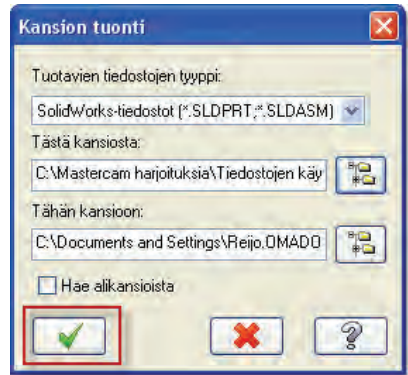 Kansion tuonti
Tuotavien tiedostojen tyyppi:
SolidWorks-tiedostot (*.SLDPRT;*.SLDASM)
Tästä kansiosta:
C:\Mastercam harjoituksia\Tiedostojen käy
Tähän kansioon:
C:\Documents and Settings\Reijo.OMADO
Hae alikansioista
?